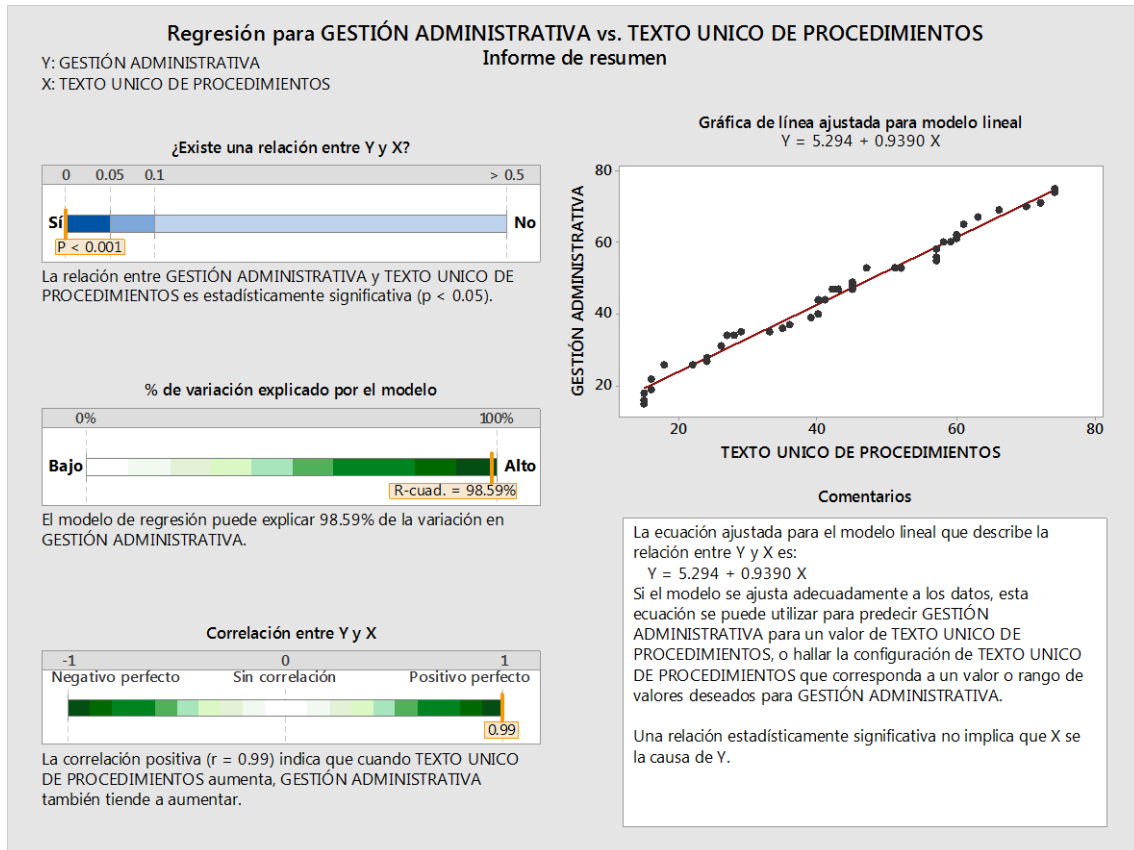 Regresión para GESTIÓN ADMINISTRATIVA vs. TEXTO UNICO DE PROCEDIMIENTOS
Informe de resumen
Y: GESTIÓN ADMINISTRATIVA
X: TEXTO UNICO DE PROCEDIMIENTOS
¿Existe una relación entre Y y X?
0 0.05 0.1 > 0.5
Sí No
P < 0.001
La relación entre GESTIÓN ADMINISTRATIVA y TEXTO UNICO DE
PROCEDIMIENTOS es estadísticamente significativa (p < 0.05).
% de variación explicado por el modelo
0% 100%
Bajo Alto
R-cuad. = 98.59%
El modelo de regresión puede explicar 98.59% de la variación en
GESTIÓN ADMINISTRATIVA.
Correlación entre Y y X
-1 0 1
Negativo perfecto Sin correlación Positivo perfecto
0.99
La correlación positiva (r = 0.99) indica que cuando TEXTO UNICO
DE PROCEDIMIENTOS aumenta, GESTIÓN ADMINISTRATIVA
también tiende a aumentar.
Gráfica de línea ajustada para modelo lineal
Y = 5.294 + 0.9390 X
80
60
40
20
GESTIÓN ADMINISTRATIVA
20 40 60 80
TEXTO UNICO DE PROCEDIMIENTOS
Comentarios
La ecuación ajustada para el modelo lineal que describe la
relación entre Y y X es:
Y = 5.294 + 0.9390 X
Si el modelo se ajusta adecuadamente a los datos, esta
ecuación se puede utilizar para predecir GESTIÓN
ADMINISTRATIVA para un valor de TEXTO UNICO DE
PROCEDIMIENTOS, o hallar la configuración de TEXTO UNICO
DE PROCEDIMIENTOS que corresponda a un valor o rango de
valores deseados para GESTIÓN ADMINISTRATIVA.
Una relación estadísticamente significativa no implica que X se
la causa de Y.